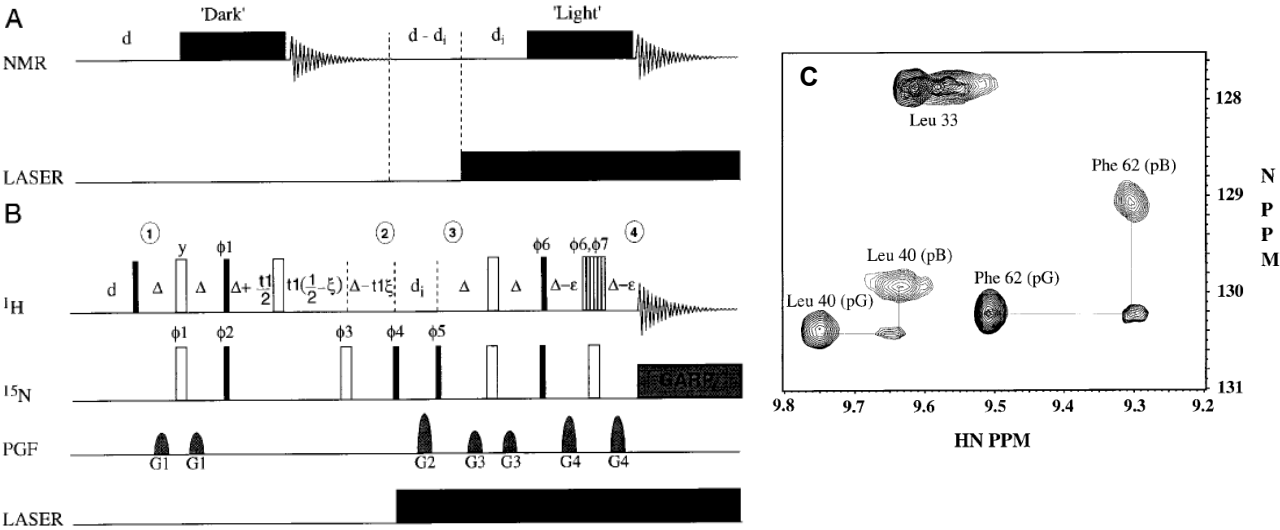 A
'Dark'
'Light'
d
d - di
di
NMR
LASER
B
1
2
3
4
y
ϕ1
ϕ6
ϕ6,ϕ7
d
Δ
Δ
Δ+
t1/2
t1(1/2-ξ)
Δ-t1ξ
di
Δ
Δ
Δ-ε
Δ-ε
1H
ϕ1
ϕ2
ϕ3
ϕ4
ϕ5
15N
GARP
PGF
G1
G1
G2
G3
G3
G4
G4
LASER
C
Leu 33
Phe 62 (pB)
Leu 40 (pB)
Phe 62 (pG)
Leu 40 (pG)
128
129
130
131
N PPM
9.8
9.7
9.6
9.5
9.4
9.3
9.2
HN PPM